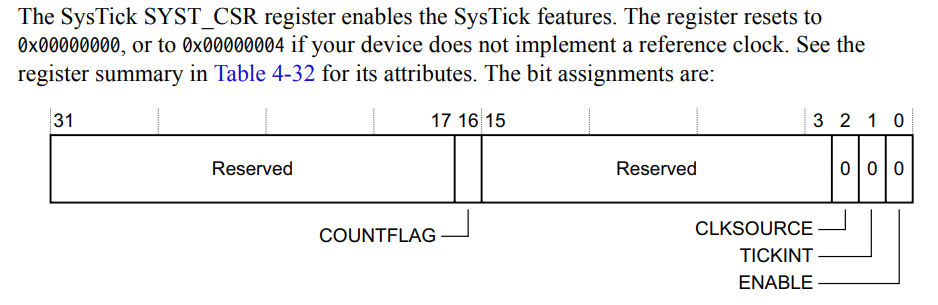 The SysTick SYST_CSR register enables the SysTick features. The register resets to
0x00000000, or to 0x00000004 if your device does not implement a reference clock. See the
register summary in Table 4-32 for its attributes. The bit assignments are:
31 17 16 15 3 2 1 0
Reserved Reserved 0 0 0
COUNTFLAG CLKSOURCE
TICKINT
ENABLE